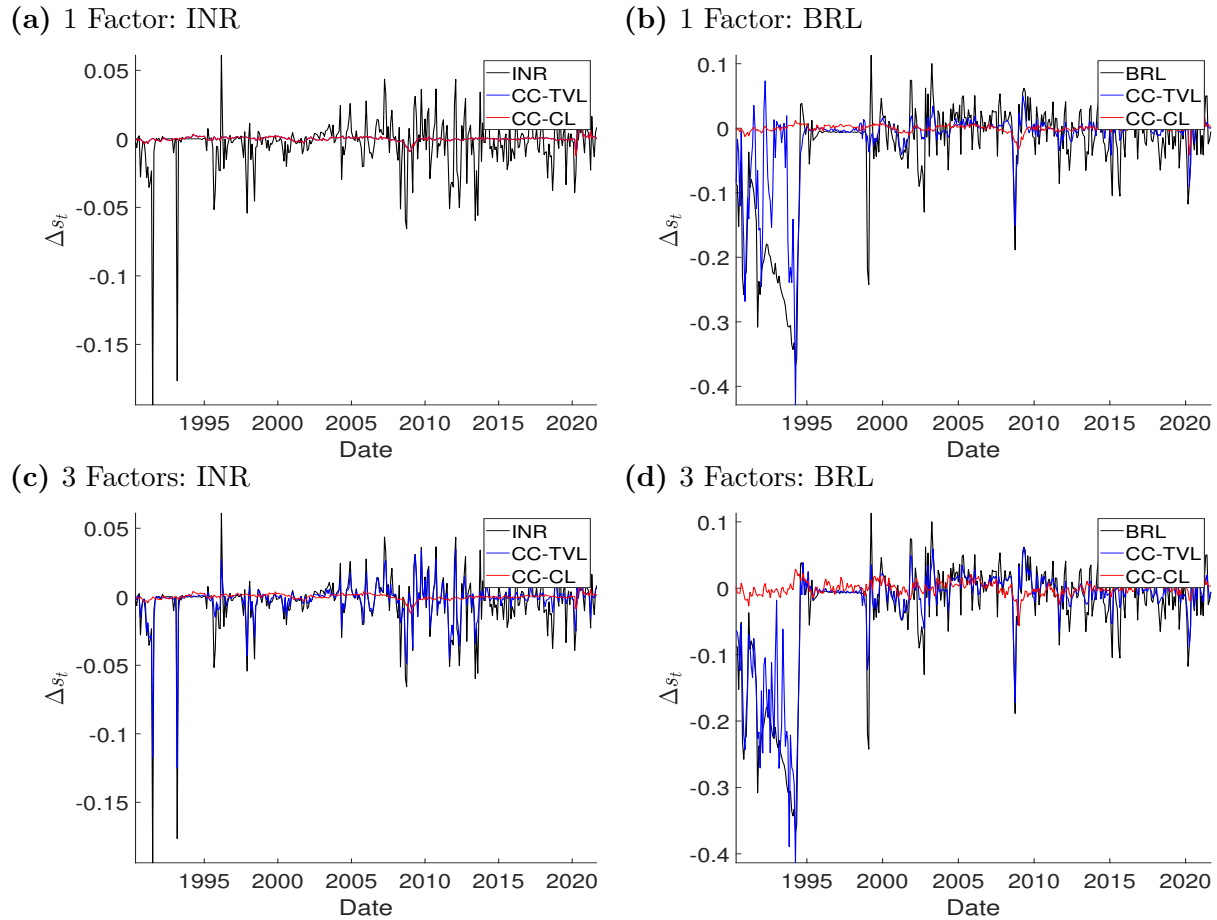 (a) 1 Factor: INR
0.05
0
-0.05
-0.1
-0.15
Δs_t
1995 2000 2005 2010 2015 2020
Date
INR
CC-TVL
CC-CL
(b) 1 Factor: BRL
0.1
0
-0.1
-0.2
-0.3
-0.4
Δs_t
1995 2000 2005 2010 2015 2020
Date
BRL
CC-TVL
CC-CL
(c) 3 Factors: INR
0.05
0
-0.05
-0.1
-0.15
Δs_t
1995 2000 2005 2010 2015 2020
Date
INR
CC-TVL
CC-CL
(d) 3 Factors: BRL
0.1
0
-0.1
-0.2
-0.3
-0.4
Δs_t
1995 2000 2005 2010 2015 2020
Date
BRL
CC-TVL
CC-CL